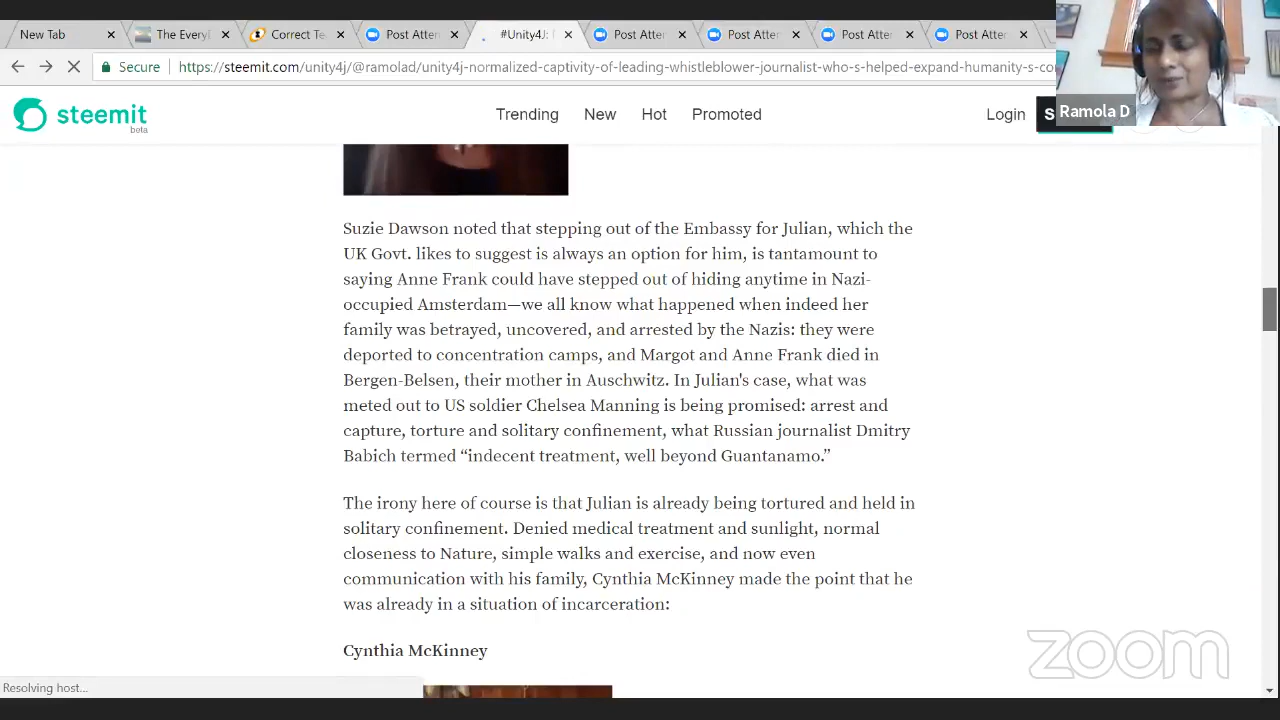 New Tab
The Every
Correct Te
Post Atter
#Unity4J:
Post Atter
Post Atter
Post Atter
Post Atter
Secure
https://steemit.com/unity4j/@ramolad/unity4j-normalized-captivity-of-leading-whistleblower-journalist-who-s-helped-expand-humanity-s-co
steemit
beta
Trending New Hot Promoted
Login
S
Ramola D
Suzie Dawson noted that stepping out of the Embassy for Julian, which the
UK Govt. likes to suggest is always an option for him, is tantamount to
saying Anne Frank could have stepped out of hiding anytime in Nazi-
occupied Amsterdam—we all know what happened when indeed her
family was betrayed, uncovered, and arrested by the Nazis: they were
deported to concentration camps, and Margot and Anne Frank died in
Bergen-Belsen, their mother in Auschwitz. In Julian's case, what was
meted out to US soldier Chelsea Manning is being promised: arrest and
capture, torture and solitary confinement, what Russian journalist Dmitry
Babich termed “indecent treatment, well beyond Guantanamo.”
The irony here of course is that Julian is already being tortured and held in
solitary confinement. Denied medical treatment and sunlight, normal
closeness to Nature, simple walks and exercise, and now even
communication with his family, Cynthia McKinney made the point that he
was already in a situation of incarceration:
Cynthia McKinney
zoom
Resolving host...